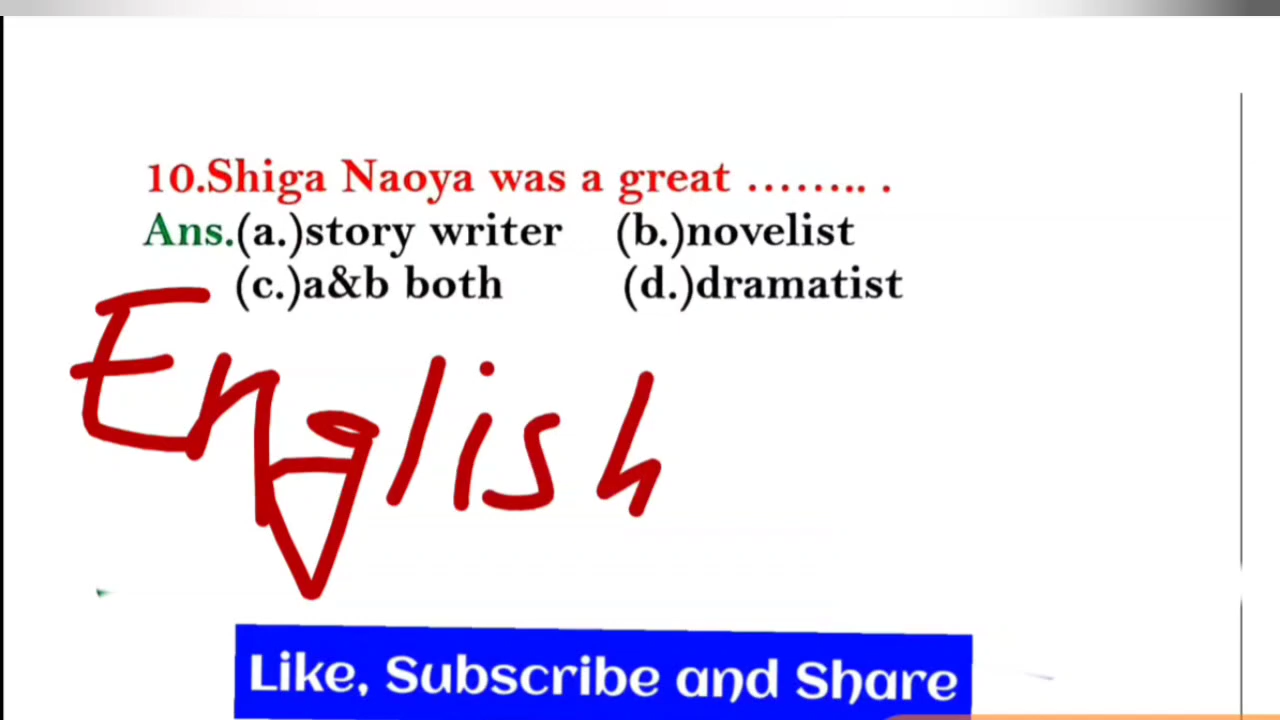 10.Shiga Naoya was a great …….. .
Ans.(a.)story writer (b.)novelist
(c.)a&b both (d.)dramatist
English
Like, Subscribe and Share